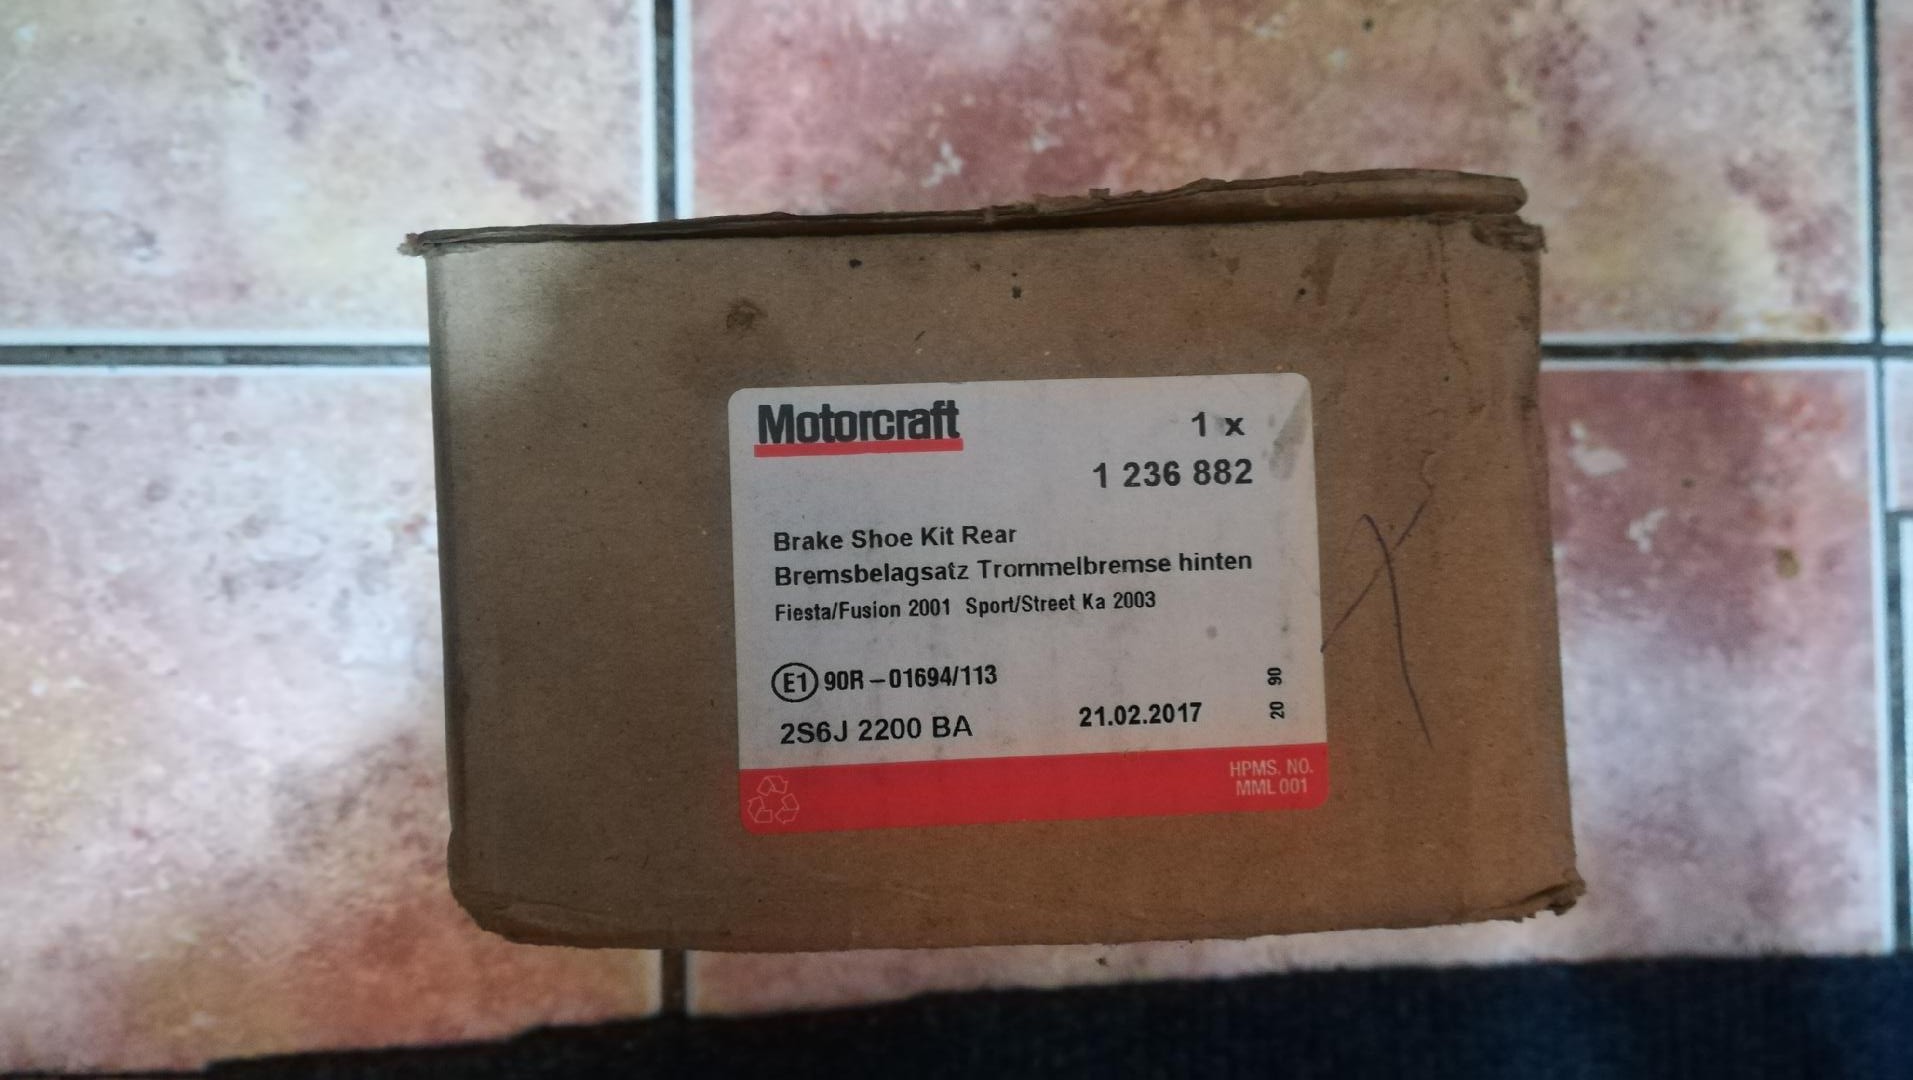 Motorcraft
1 x
1 236 882
Brake Shoe Kit Rear
Bremsbelagsatz Trommelbremse hinten
Fiesta/Fusion 2001 Sport/Street Ka 2003
E1 90R-01694/113
2S6J 2200 BA
21.02.2017
20 90
HPMS. NO.
MML 001
X